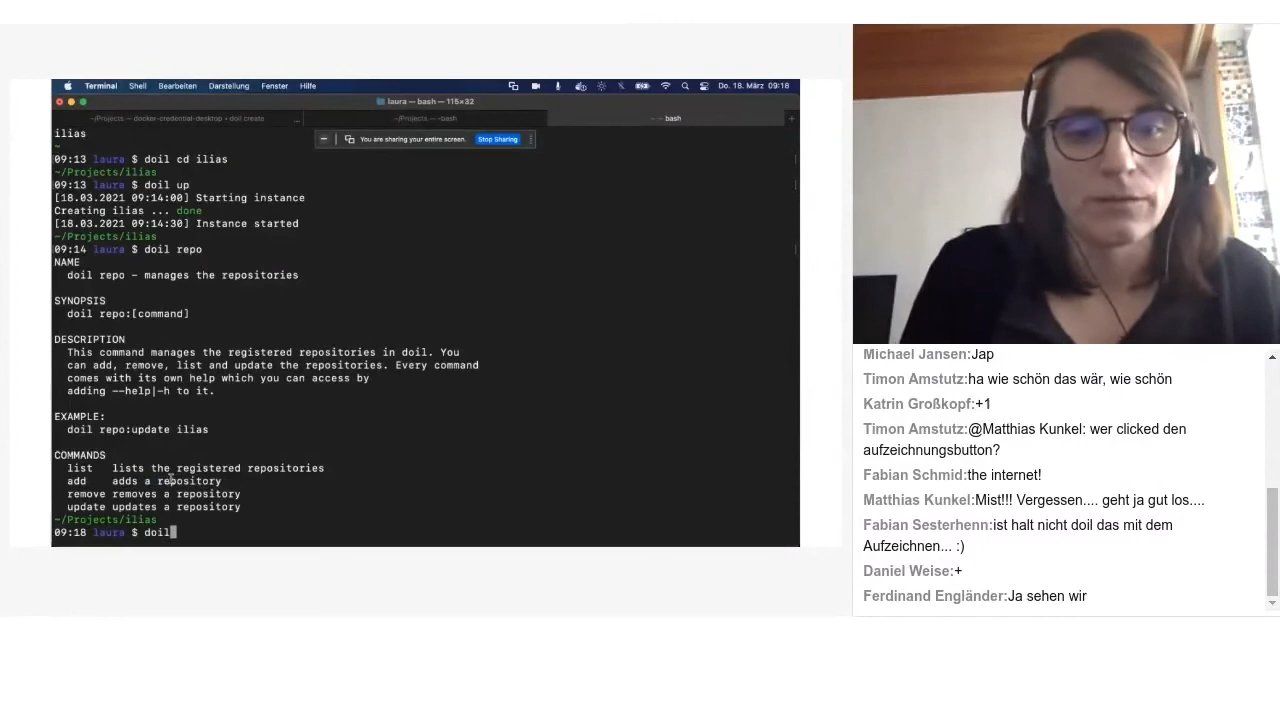 Terminal Shell Bearbeiten Darstellung Fenster Hilfe Do. 18. März 09:18
laura — bash — 115×32
~/Projects — docker-credential-desktop • doil create ... ~/Projects — -bash ~ — bash +
ilias
You are sharing your entire screen. Stop Sharing
~
09:13 laura $ doil cd ilias
~/Projects/ilias
09:13 laura $ doil up
[18.03.2021 09:14:00] Starting instance
Creating ilias ... done
[18.03.2021 09:14:30] Instance started
~/Projects/ilias
09:14 laura $ doil repo
NAME
doil repo - manages the repositories
SYNOPSIS
doil repo:[command]
DESCRIPTION
This command manages the registered repositories in doil. You
can add, remove, list and update the repositories. Every command
comes with its own help which you can access by
adding --help|-h to it.
EXAMPLE:
doil repo:update ilias
COMMANDS
list lists the registered repositories
add adds a repository
remove removes a repository
update updates a repository
~/Projects/ilias
09:18 laura $ doil
Michael Jansen:Jap
Timon Amstutz:ha wie schön das wär, wie schön
Katrin Großkopf:+1
Timon Amstutz:@Matthias Kunkel: wer clicked den
aufzeichnungsbutton?
Fabian Schmid:the internet!
Matthias Kunkel:Mist!!! Vergessen.... geht ja gut los....
Fabian Sesterhenn:ist halt nicht doil das mit dem
Aufzeichnen... :)
Daniel Weise:+
Ferdinand Engländer:Ja sehen wir